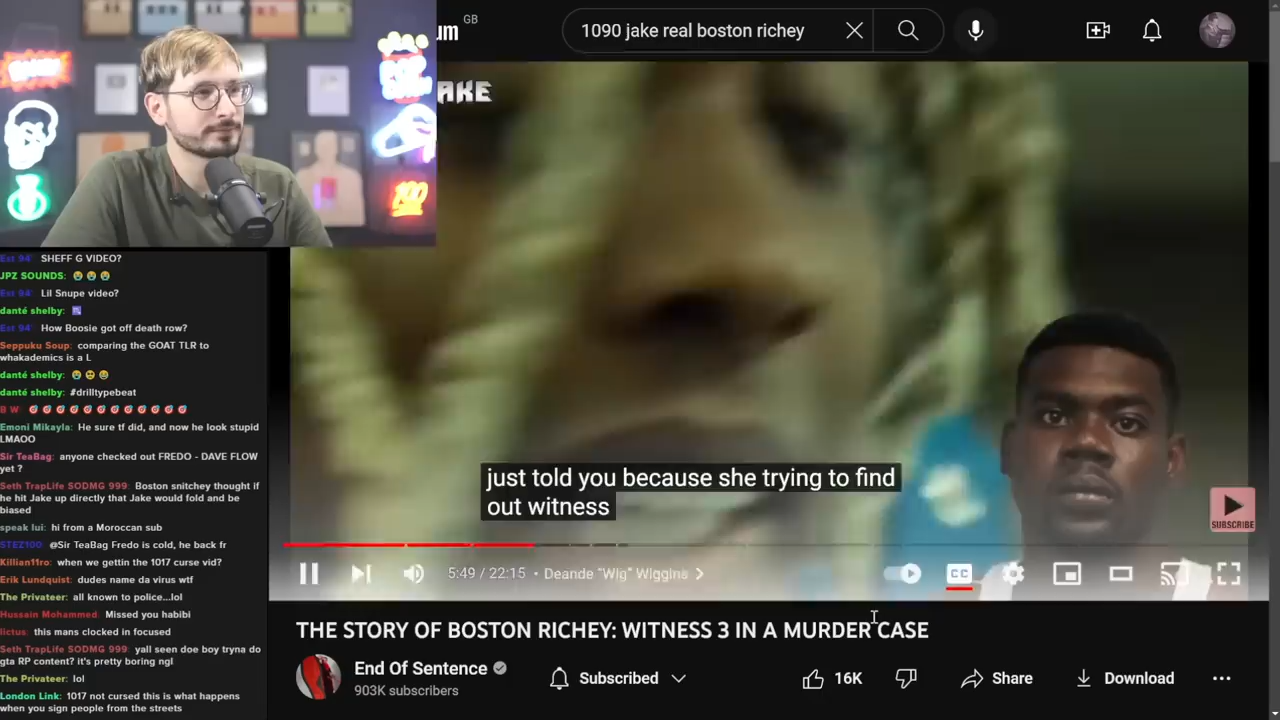 um GB
1090 jake real boston richey
AKE
100
Est 94' SHEFF G VIDEO?
JPZ SOUNDS: 😭 😭 😭
Est 94' Lil Snupe video?
danté shelby:
Est 94' How Boosie got off death row?
Seppuku Soup: comparing the GOAT TLR to
whakademics is a L
danté shelby:
danté shelby: #drilltypebeat
B W
Emoni Mikayla: He sure tf did, and now he look stupid
LMAOO
Sir TeaBag: anyone checked out FREDO - DAVE FLOW
yet ?
Seth TrapLife SODMG 999: Boston snitchey thought if
he hit Jake up directly that Jake would fold and be
biased
speak lui: hi from a Moroccan sub
STEZ100 @Sir TeaBag Fredo is cold, he back fr
Killian11ro: when we gettin the 1017 curse vid?
Erik Lundquist: dudes name da virus wtf
The Privateer: all known to police...lol
Hussain Mohammed: Missed you habibi
lictus: this mans clocked in focused
Seth TrapLife SODMG 999: yall seen doe boy tryna do
gta RP content? it's pretty boring ngl
The Privateer: lol
London Link: 1017 not cursed this is what happens
when you sign people from the streets
just told you because she trying to find
out witness
SUBSCRIBE
5:49 / 22:15 • Deande "Wig" Wiggins >
CC
THE STORY OF BOSTON RICHEY: WITNESS 3 IN A MURDER CASE
End Of Sentence
903K subscribers
Subscribed
16K
Share
Download